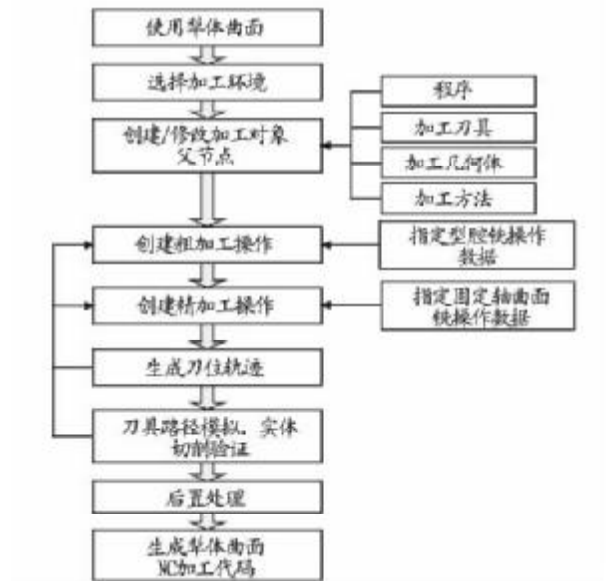 使用犁体曲面
选择加工环境
创建/修改加工对象
父节点
程序
加工刀具
加工几何体
加工方法
创建粗加工操作
指定型腔铣操作
数据
创建精加工操作
指定固定轴曲面
铣操作数据
生成刀位轨迹
刀具路径模拟、实体
切削验证
后置处理
生成犁体曲面
NC加工代码